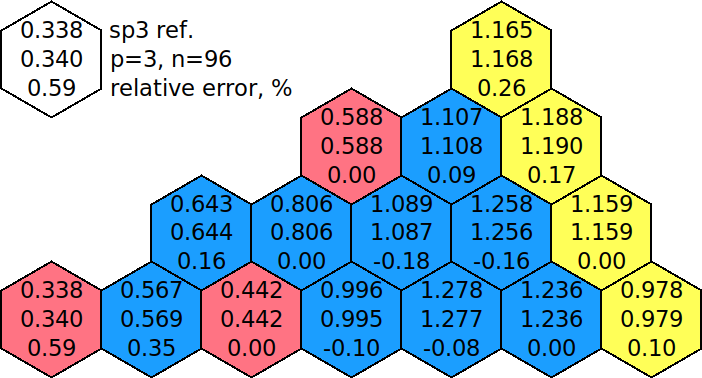 0.338 sp3 ref.
0.340 p=3, n=96
0.59 relative error, %
1.165
1.168
0.26
0.588 1.107 1.188
0.588 1.108 1.190
0.00 0.09 0.17
0.643 0.806 1.089 1.258 1.159
0.644 0.806 1.087 1.256 1.159
0.16 0.00 -0.18 -0.16 0.00
0.338 0.567 0.442 0.996 1.278 1.236 0.978
0.340 0.569 0.442 0.995 1.277 1.236 0.979
0.59 0.35 0.00 -0.10 -0.08 0.00 0.10